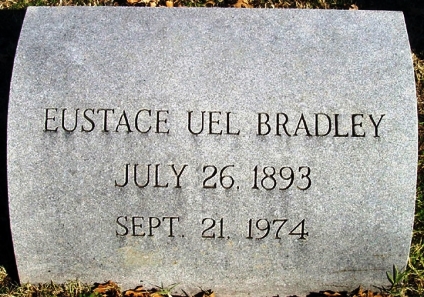 EUSTACE UEL BRADLEY
JULY 26, 1893
SEPT. 21, 1974